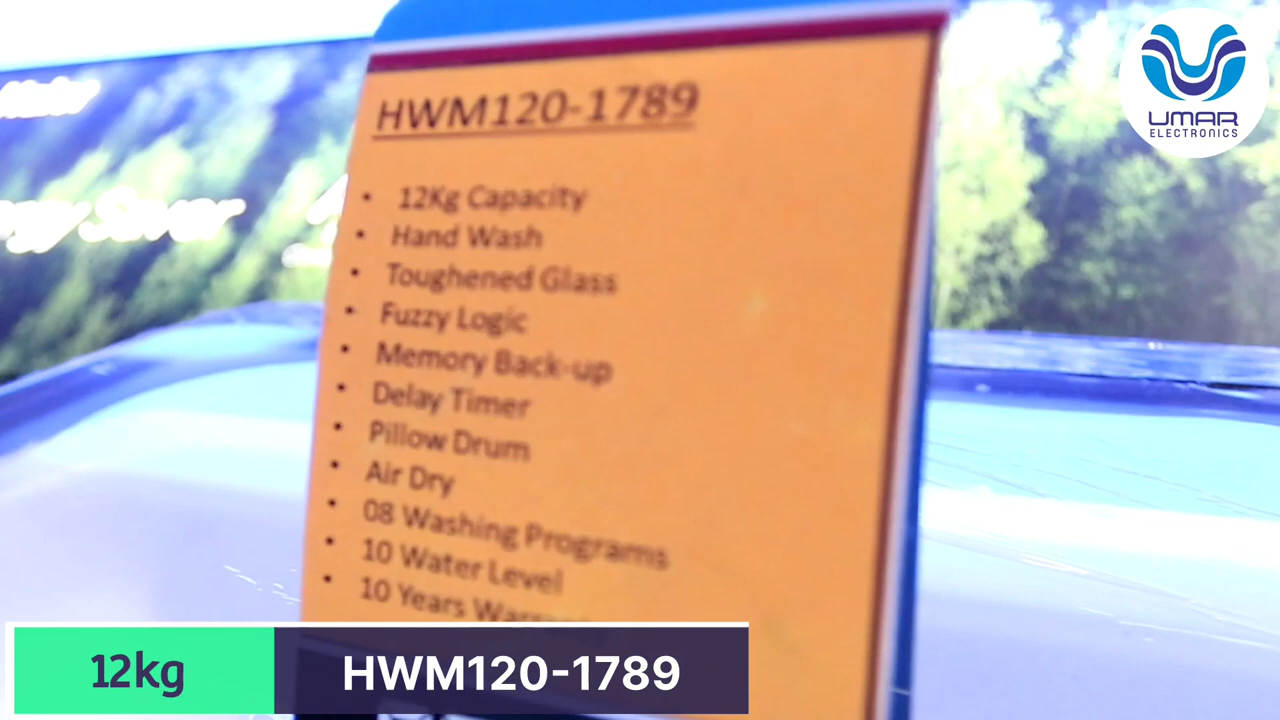 UMAR
ELECTRONICS
HWM120-1789
• 12Kg Capacity
• Hand Wash
• Toughened Glass
• Fuzzy Logic
• Memory Back-up
• Delay Timer
• Pillow Drum
• Air Dry
• 08 Washing Programs
• 10 Water Level
• 10 Years
Saver
12kg
HWM120-1789